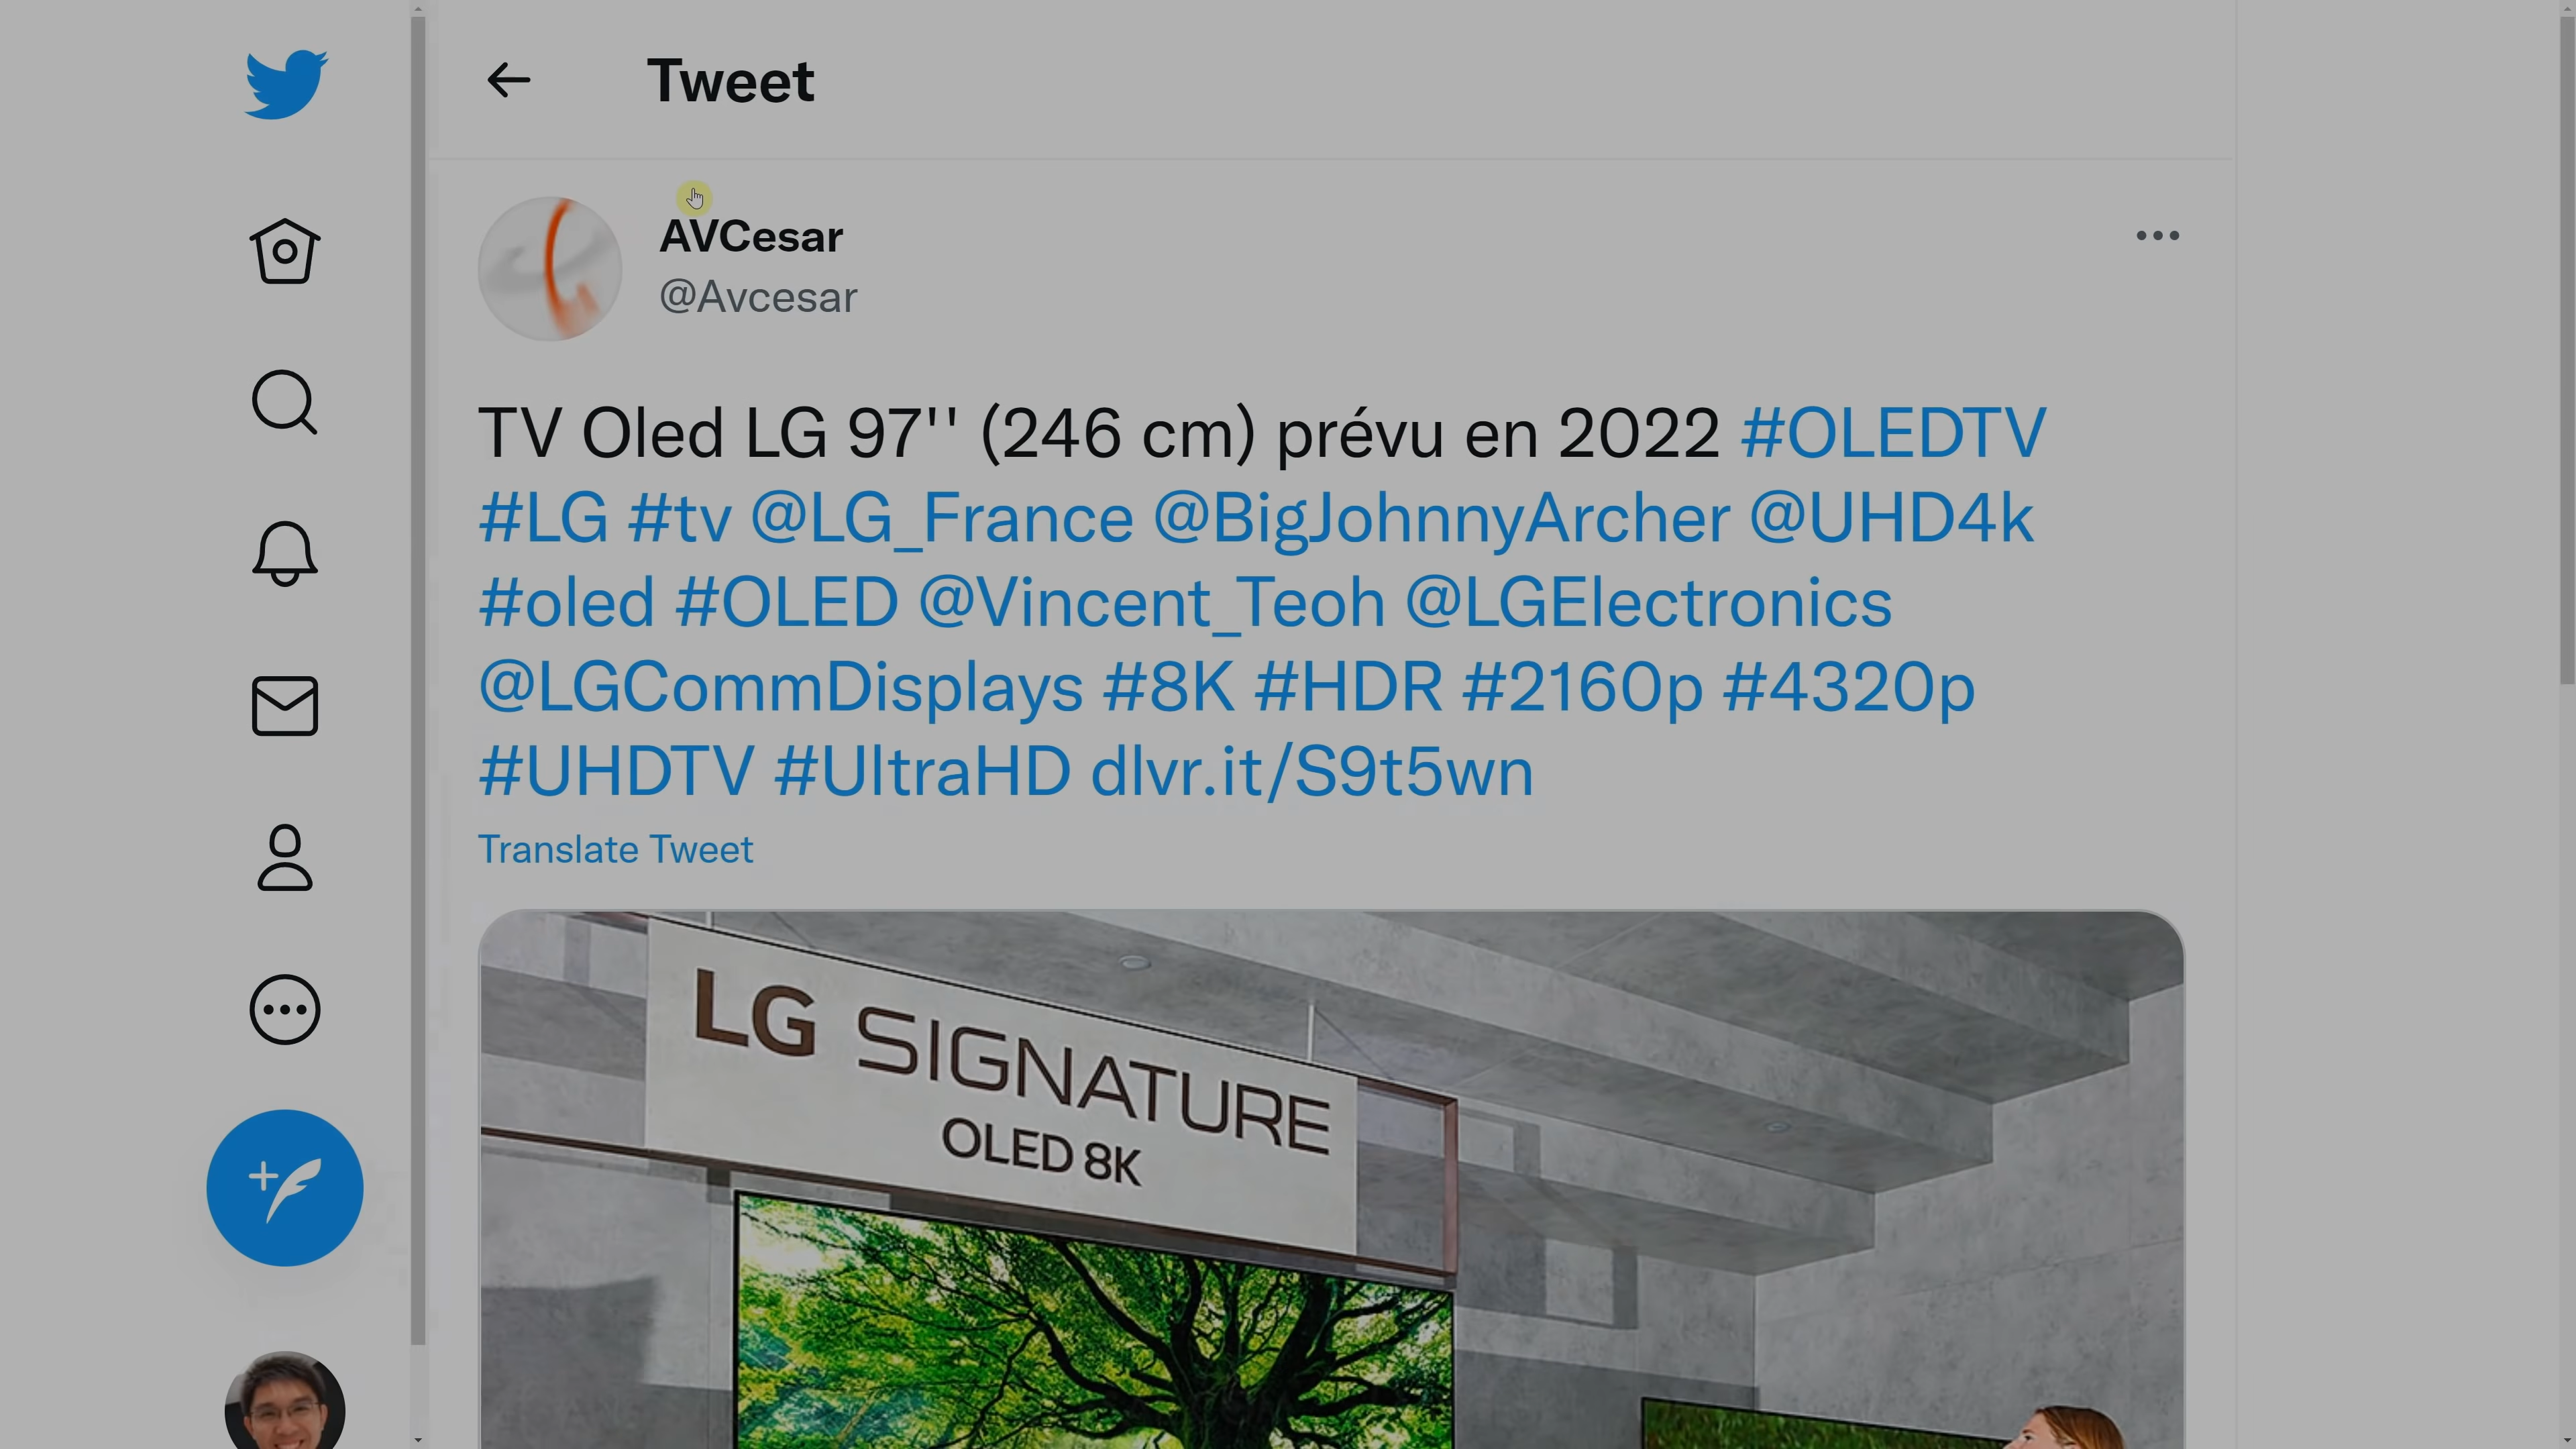 Tweet
AVCesar
@Avcesar
TV Oled LG 97'' (246 cm) prévu en 2022 #OLEDTV
#LG #tv @LG_France @BigJohnnyArcher @UHD4k
#oled #OLED @Vincent_Teoh @LGElectronics
@LGCommDisplays #8K #HDR #2160p #4320p
#UHDTV #UltraHD dlvr.it/S9t5wn
Translate Tweet
LG SIGNATURE
OLED 8K